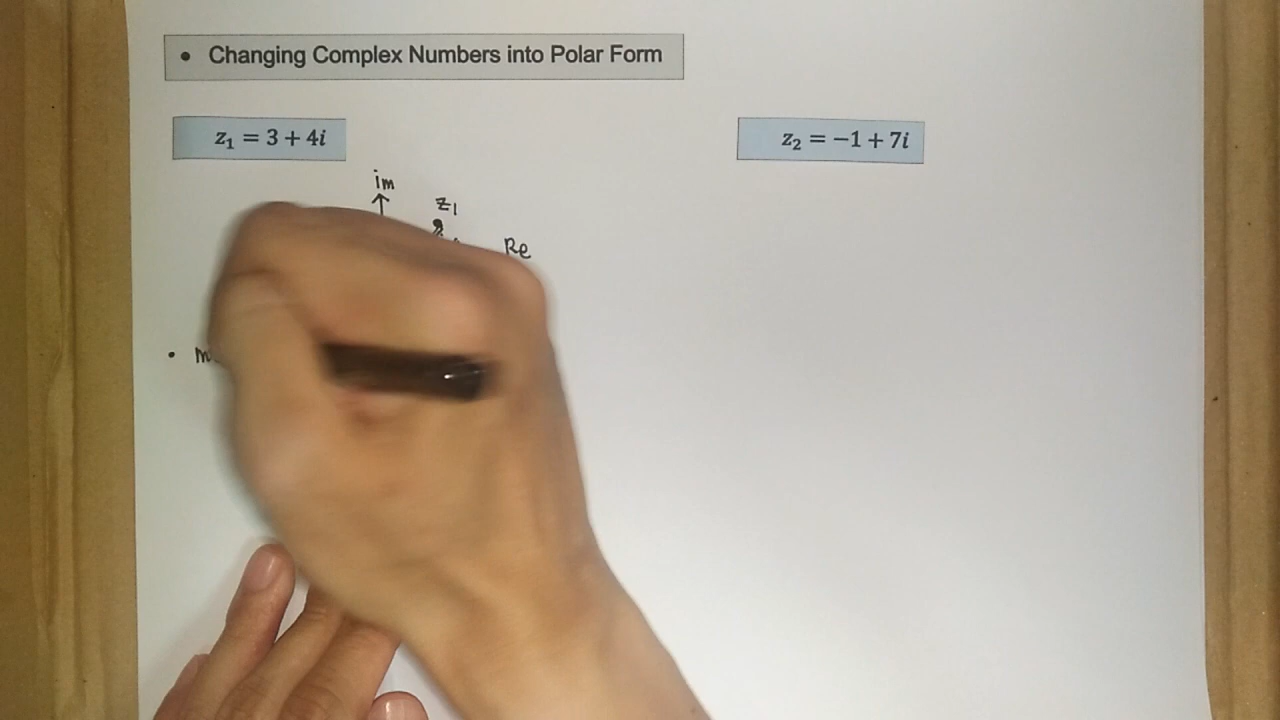 • Changing Complex Numbers into Polar Form
z₁ = 3 + 4i
z₂ = −1 + 7i
im
z₁
Re
•